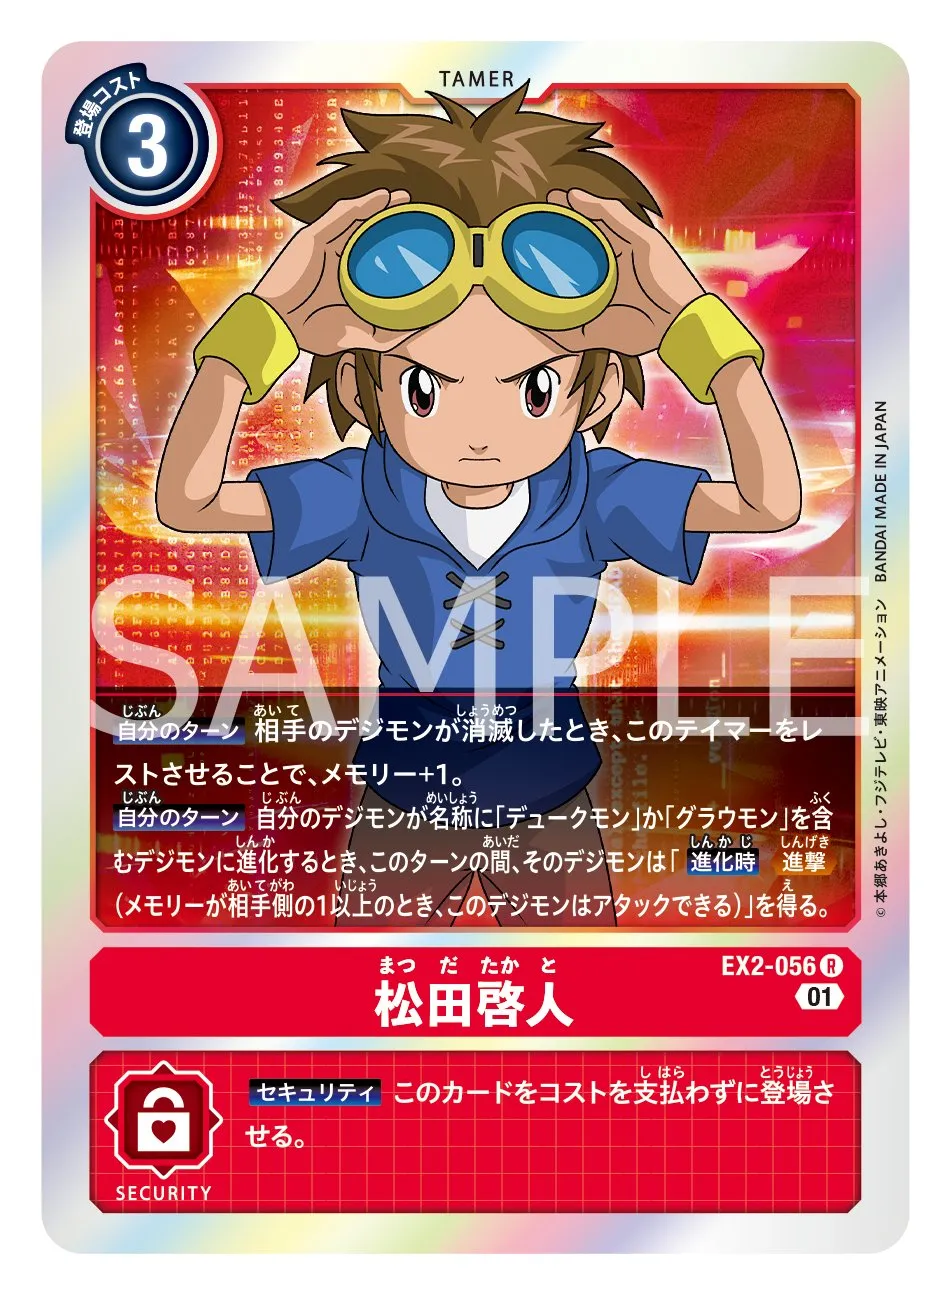 TAMER
登場コスト
3
SAMPLE
自分のターン 相手のデジモンが消滅したとき、このテイマーをレ
ストさせることで、メモリー+1。
自分のターン 自分のデジモンが名称に「デュークモン」か「グラウモン」を含
むデジモンに進化するとき、このターンの間、そのデジモンは「進化時 進撃
(メモリーが相手側の1以上のとき、このデジモンはアタックできる)」を得る。
©本郷あきよし・フジテレビ・東映アニメーション BANDAI MADE IN JAPAN
EX2-056 R
まつ だ たか と
松田啓人
01
セキュリティ このカードをコストを支払わずに登場さ
せる。
SECURITY